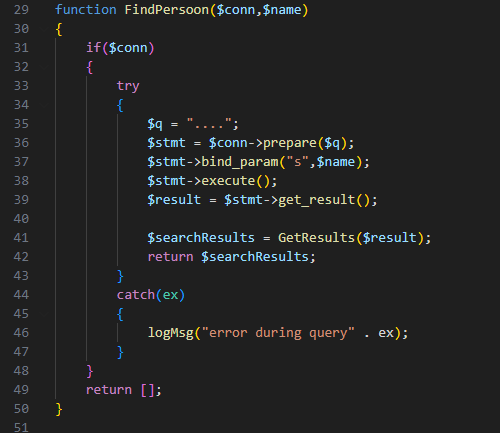 29 function FindPersoon($conn,$name)
30 {
31     if($conn)
32     {
33         try
34         {
35             $q = "....";
36             $stmt = $conn->prepare($q);
37             $stmt->bind_param("s",$name);
38             $stmt->execute();
39             $result = $stmt->get_result();
40
41             $searchResults = GetResults($result);
42             return $searchResults;
43         }
44         catch(ex)
45         {
46             logMsg("error during query" . ex);
47         }
48     }
49     return [];
50 }
51